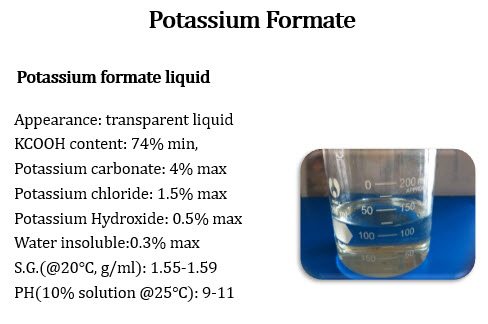 Potassium Formate
Potassium formate liquid
Appearance: transparent liquid
KCOOH content: 74% min,
Potassium carbonate: 4% max
Potassium chloride: 1.5% max
Potassium Hydroxide: 0.5% max
Water insoluble:0.3% max
S.G.(@20℃, g/ml): 1.55-1.59
PH(10% solution @25℃): 9-11
0 200
50 150
100 100
150 50